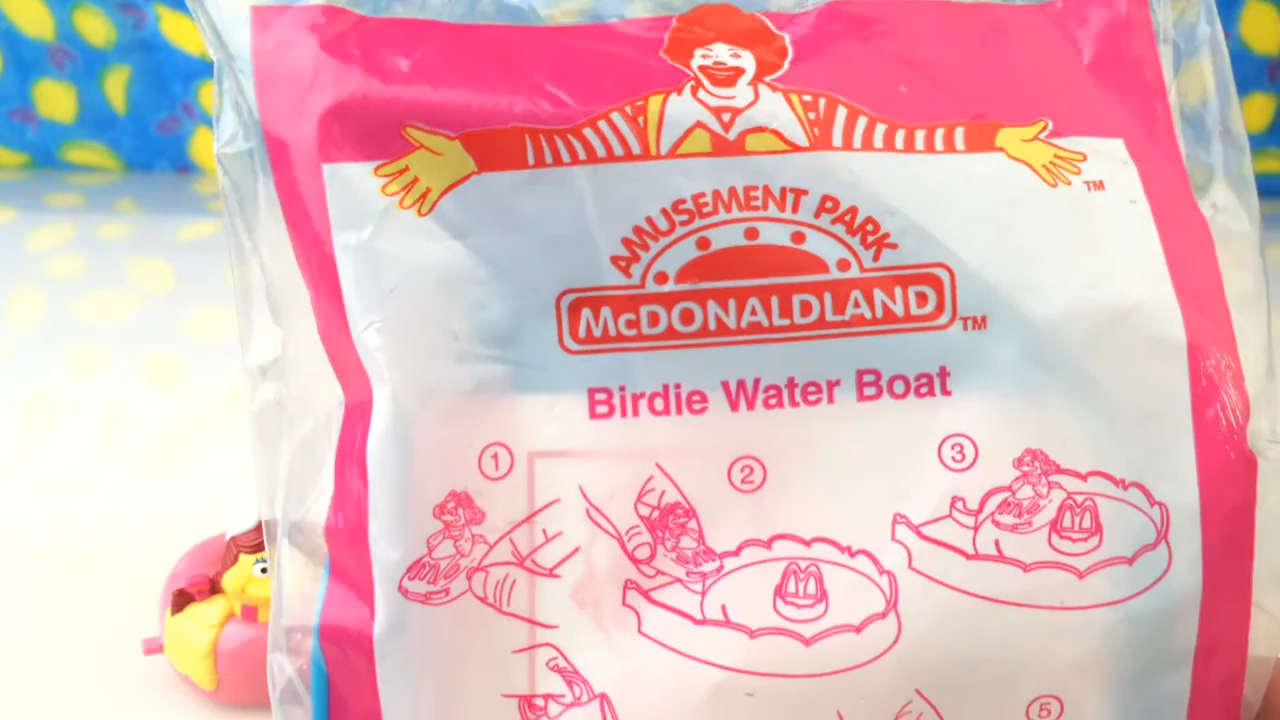 TM
AMUSEMENT PARK
McDONALDLAND TM
Birdie Water Boat
1
2
3
5